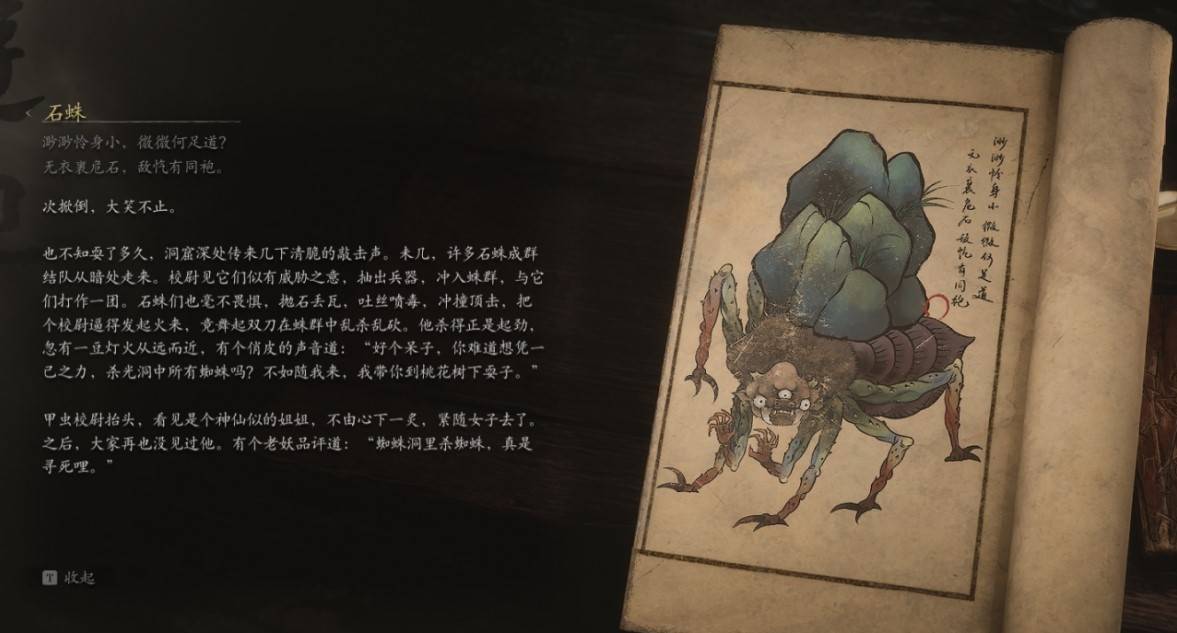 石蛛
渺渺怜身小，微微何足道？
无衣裹危石，敌忾有同袍。
次掀倒，大笑不止。
也不知耍了多久，洞窟深处传来几下清脆的敲击声。未几，许多石蛛成群
结队从暗处走来。校尉见它们似有威胁之意，抽出兵器，冲入蛛群，与它
们打作一团。石蛛们也毫不畏惧，抛石丢瓦，吐丝喷毒，冲撞顶击，把
个校尉逼得发起火来，竟舞起双刀在蛛群中乱杀乱砍。他杀得正是起劲，
忽有一豆灯火从远而近，有个俏皮的声音道：“好个呆子，你难道想凭一
己之力，杀光洞中所有蜘蛛吗？不如随我来，我带你到桃花树下耍子。”
甲虫校尉抬头，看见是个神仙似的姐姐，不由心下一炙，紧随女子去了。
之后，大家再也没见过他。有个老妖品评道：“蜘蛛洞里杀蜘蛛，真是
寻死哩。”
T 收起
渺渺怜身小 微微何足道
无衣裹危石 敌忾有同袍